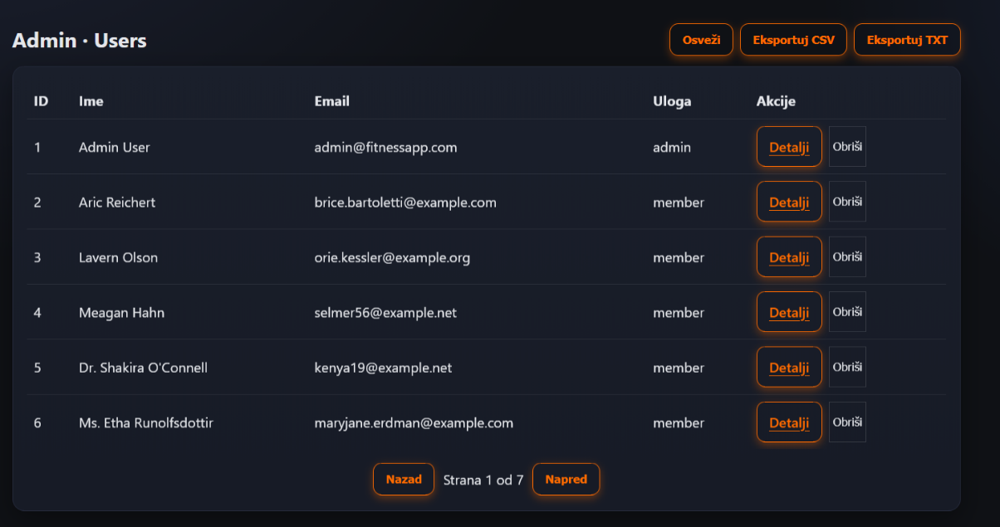 Admin · Users Osveži Eksportuj CSV Eksportuj TXT
ID Ime Email Uloga Akcije
1 Admin User admin@fitnessapp.com admin Detalji Obriši
2 Aric Reichert brice.bartoletti@example.com member Detalji Obriši
3 Lavern Olson orie.kessler@example.org member Detalji Obriši
4 Meagan Hahn selmer56@example.net member Detalji Obriši
5 Dr. Shakira O'Connell kenya19@example.net member Detalji Obriši
6 Ms. Etha Runolfsdottir maryjane.erdman@example.com member Detalji Obriši
Nazad Strana 1 od 7 Napred